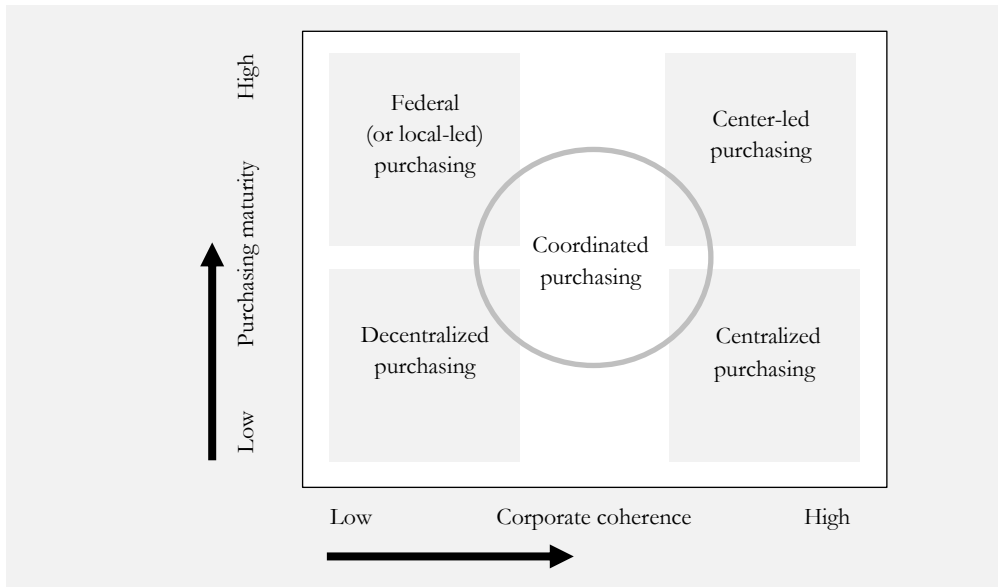 High
Purchasing maturity
Low
Federal
(or local-led)
purchasing
Center-led
purchasing
Coordinated
purchasing
Decentralized
purchasing
Centralized
purchasing
Low
Corporate coherence
High